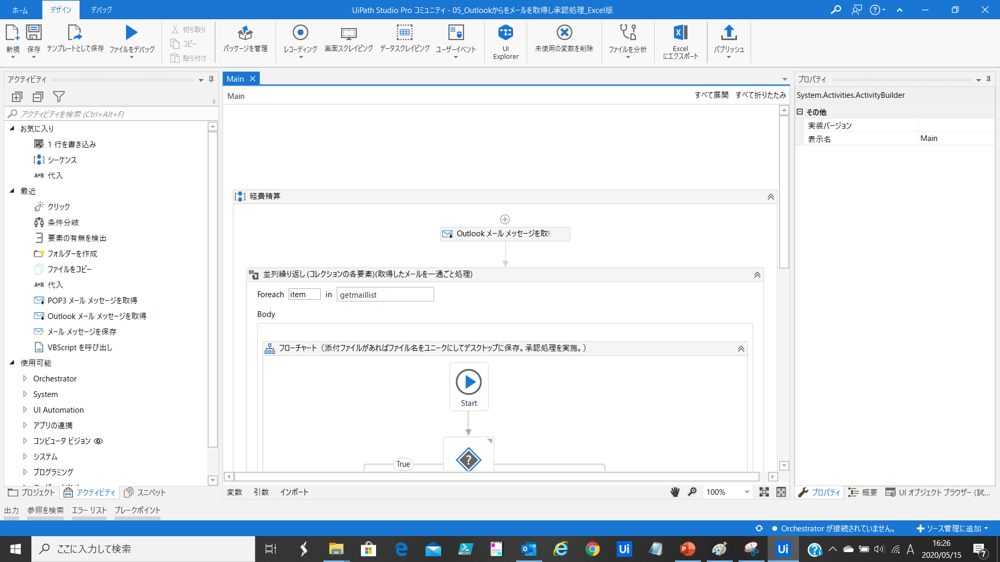 ホーム
デザイン
デバッグ
UiPath Studio Pro コミュニティ - 05_Outlookからをメールを取得し承認処理_Excel版
新規
保存
テンプレートとして保存
ファイルをデバッグ
切り取り
コピー
貼り付け
パッケージを管理
レコーディング
画面スクレイピング
データスクレイピング
ユーザーイベント
UI
Explorer
未使用の変数を削除
ファイルを分析
Excel
にエクスポート
パブリッシュ
アクティビティ
アクティビティを検索 (Ctrl+Alt+F)
お気に入り
1 行を書き込み
シーケンス
A←B 代入
最近
クリック
条件分岐
要素の有無を検出
フォルダーを作成
ファイルをコピー
A←B 代入
POP3 メール メッセージを取得
Outlook メール メッセージを取得
メール メッセージを保存
VBScript を呼び出し
使用可能
Orchestrator
System
UI Automation
アプリの連携
コンピュータ ビジョン
システム
プログラミング
プロジェクト
アクティビティ
スニペット
Main
Main
すべて展開 すべて折りたたみ
経費精算
Outlook メール メッセージを取
並列繰り返し (コレクションの各要素)(取得したメールを一通ごと処理)
Foreach item in getmaillist
Body
フローチャート（添付ファイルがあればファイル名をユニークにしてデスクトップに保存。承認処理を実施。）
Start
?
True
変数
引数
インポート
100%
プロパティ
System.Activities.ActivityBuilder
その他
実装バージョン
表示名 Main
プロパティ
概要
UI オブジェクト ブラウザー (試...
出力
参照を検索
エラー リスト
ブレークポイント
Orchestrator が接続されていません。
ソース管理に追加
ここに入力して検索
Ui
Ui
A
16:26
2020/05/15
7